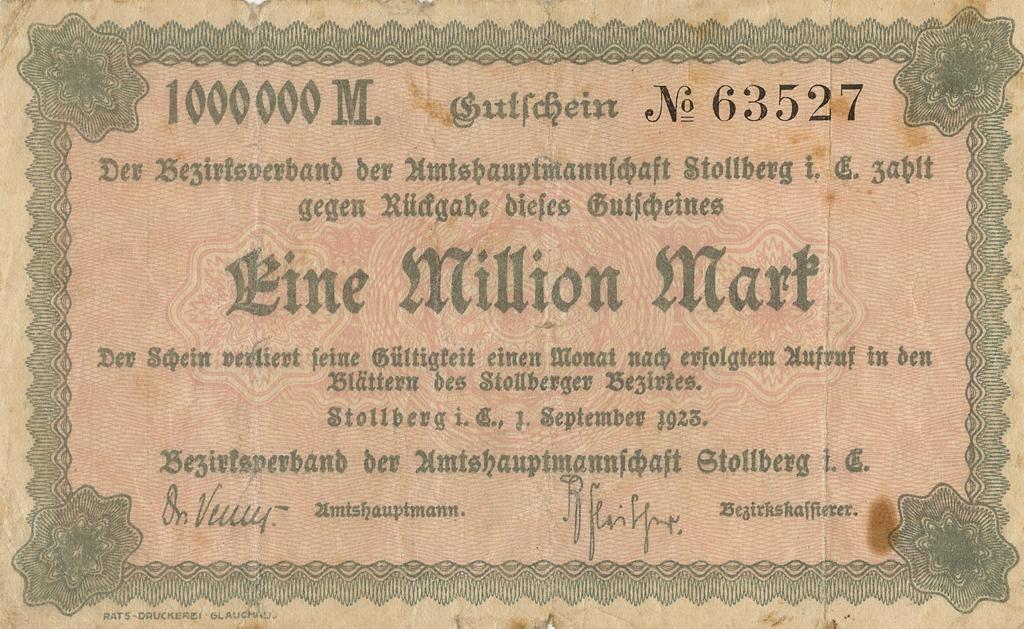 1000000 M. Gutschein № 63527
Der Bezirksverband der Amtshauptmannschaft Stollberg i. E. zahlt
gegen Rückgabe dieses Gutscheines
Eine Million Mark
Der Schein verliert seine Gültigkeit einen Monat nach erfolgtem Aufruf in den
Blättern des Stollberger Bezirkes.
Stollberg i. E., 1. September 1923.
Bezirksverband der Amtshauptmannschaft Stollberg i. E.
Amtshauptmann. Bezirkskassierer.
RATS-DRUCKEREI